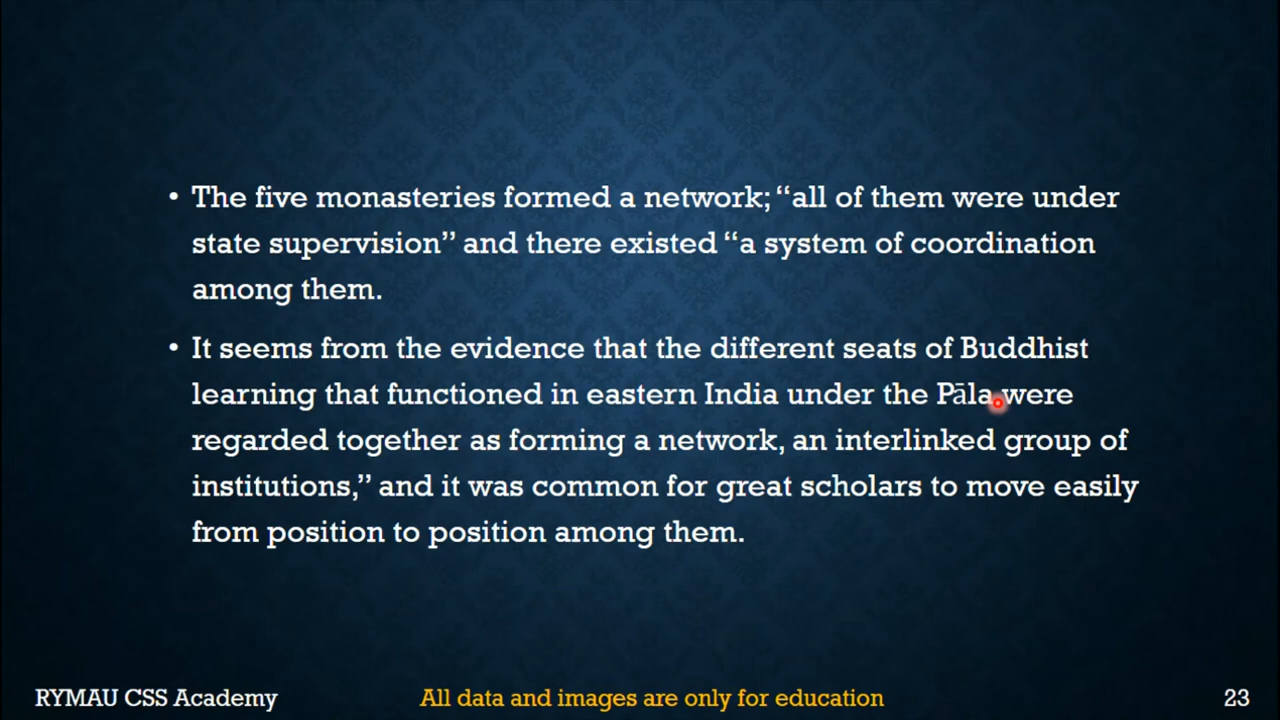 • The five monasteries formed a network; “all of them were under
state supervision” and there existed “a system of coordination
among them.
• It seems from the evidence that the different seats of Buddhist
learning that functioned in eastern India under the Pāla were
regarded together as forming a network, an interlinked group of
institutions,” and it was common for great scholars to move easily
from position to position among them.
RYMAU CSS Academy
All data and images are only for education
23